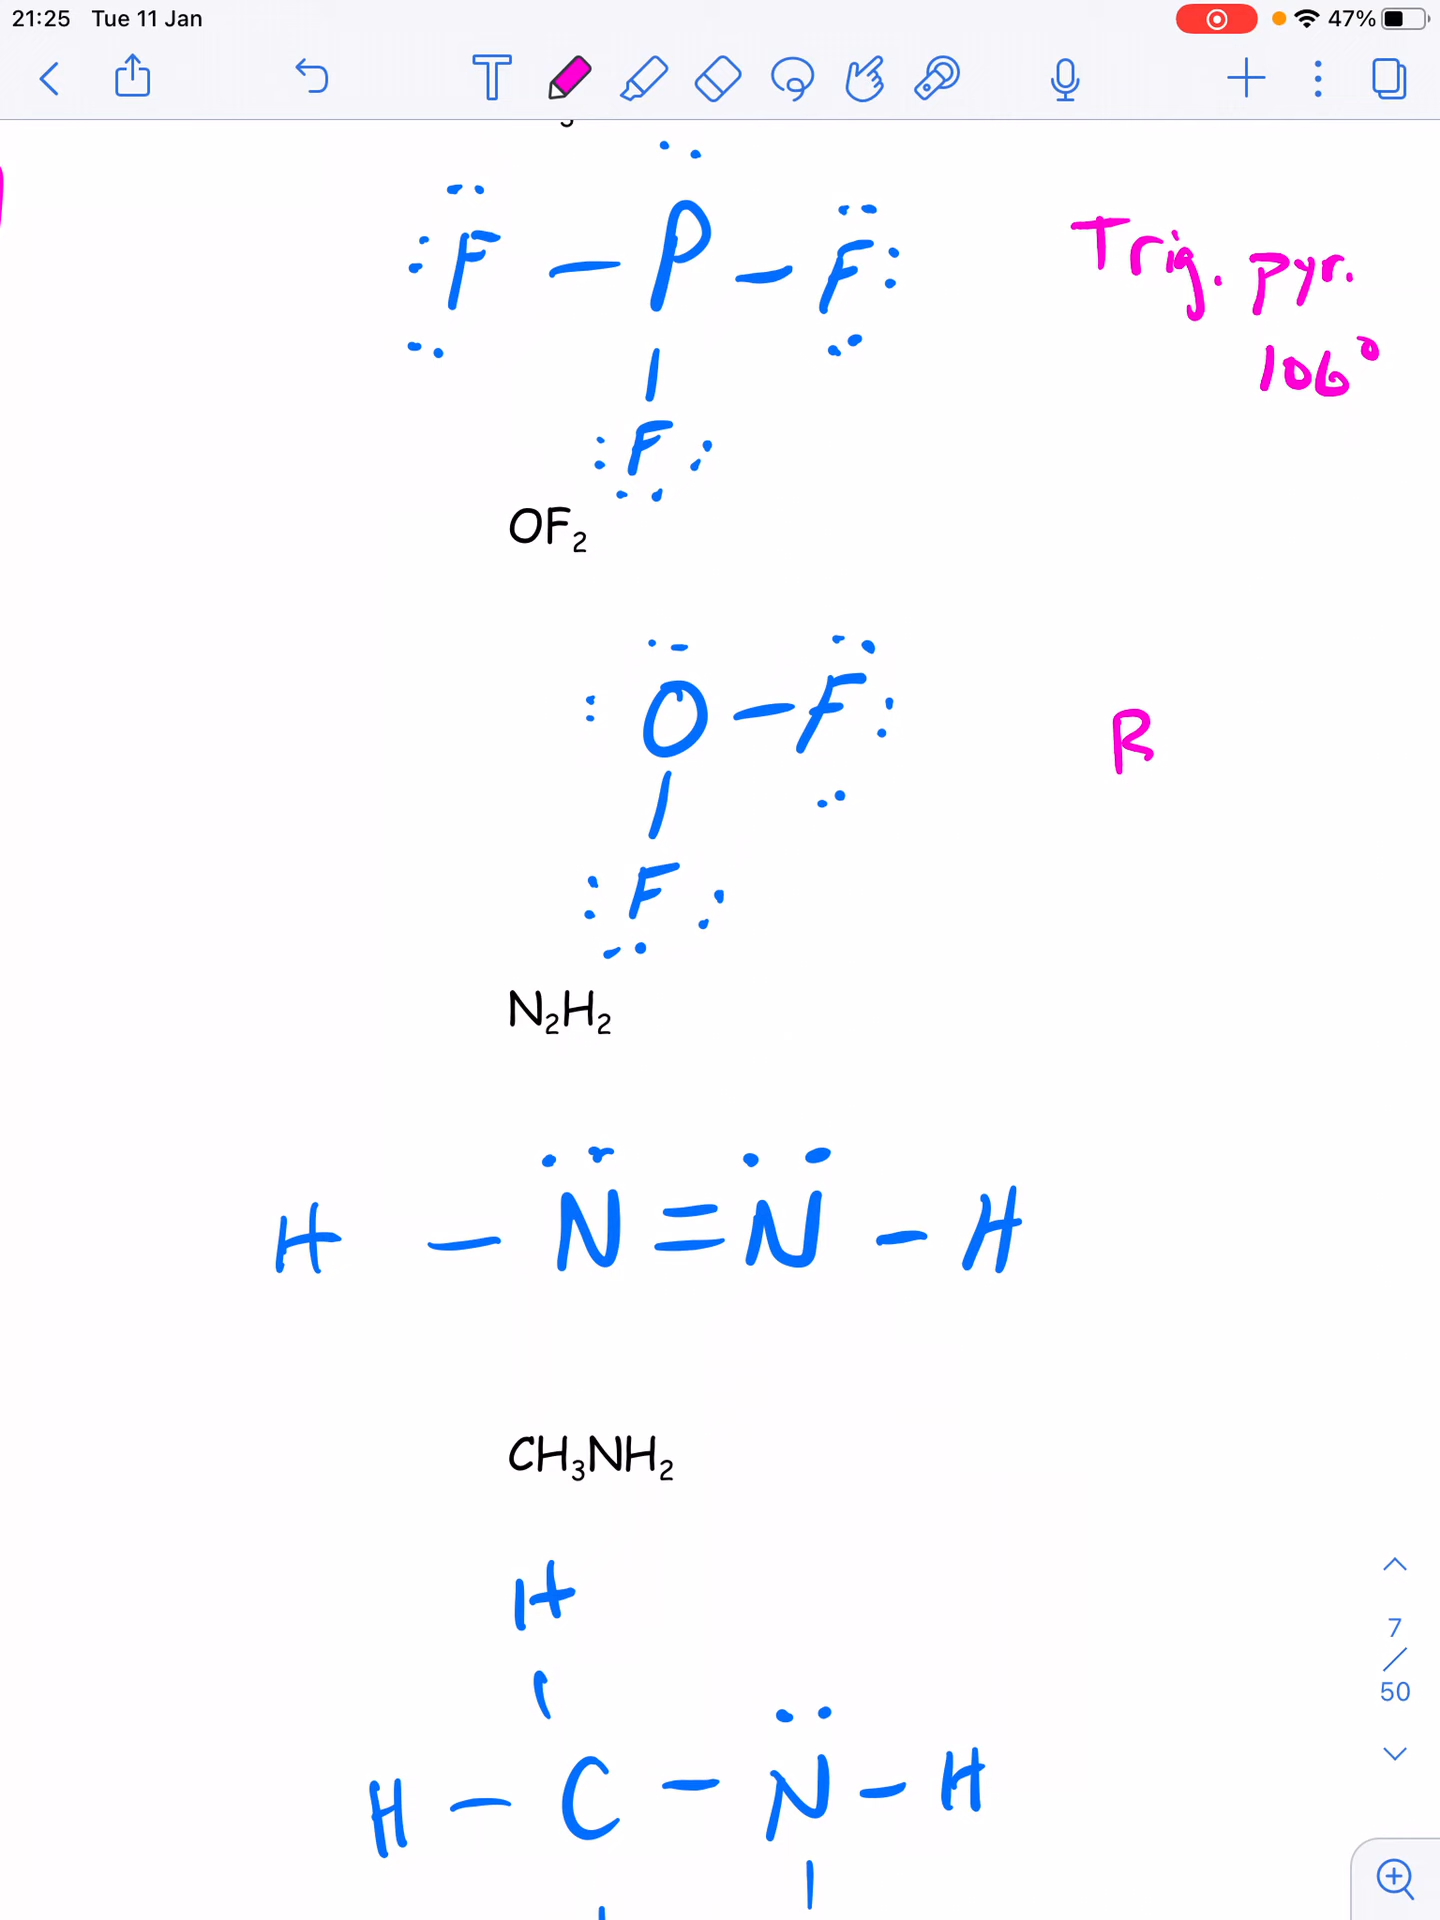 21:25 Tue 11 Jan
47%
F — P — F
Trig. pyr.
106°
F
OF₂
O — F
R
F
N₂H₂
H — N = N — H
CH₃NH₂
H
7
/
50
H — C — N — H